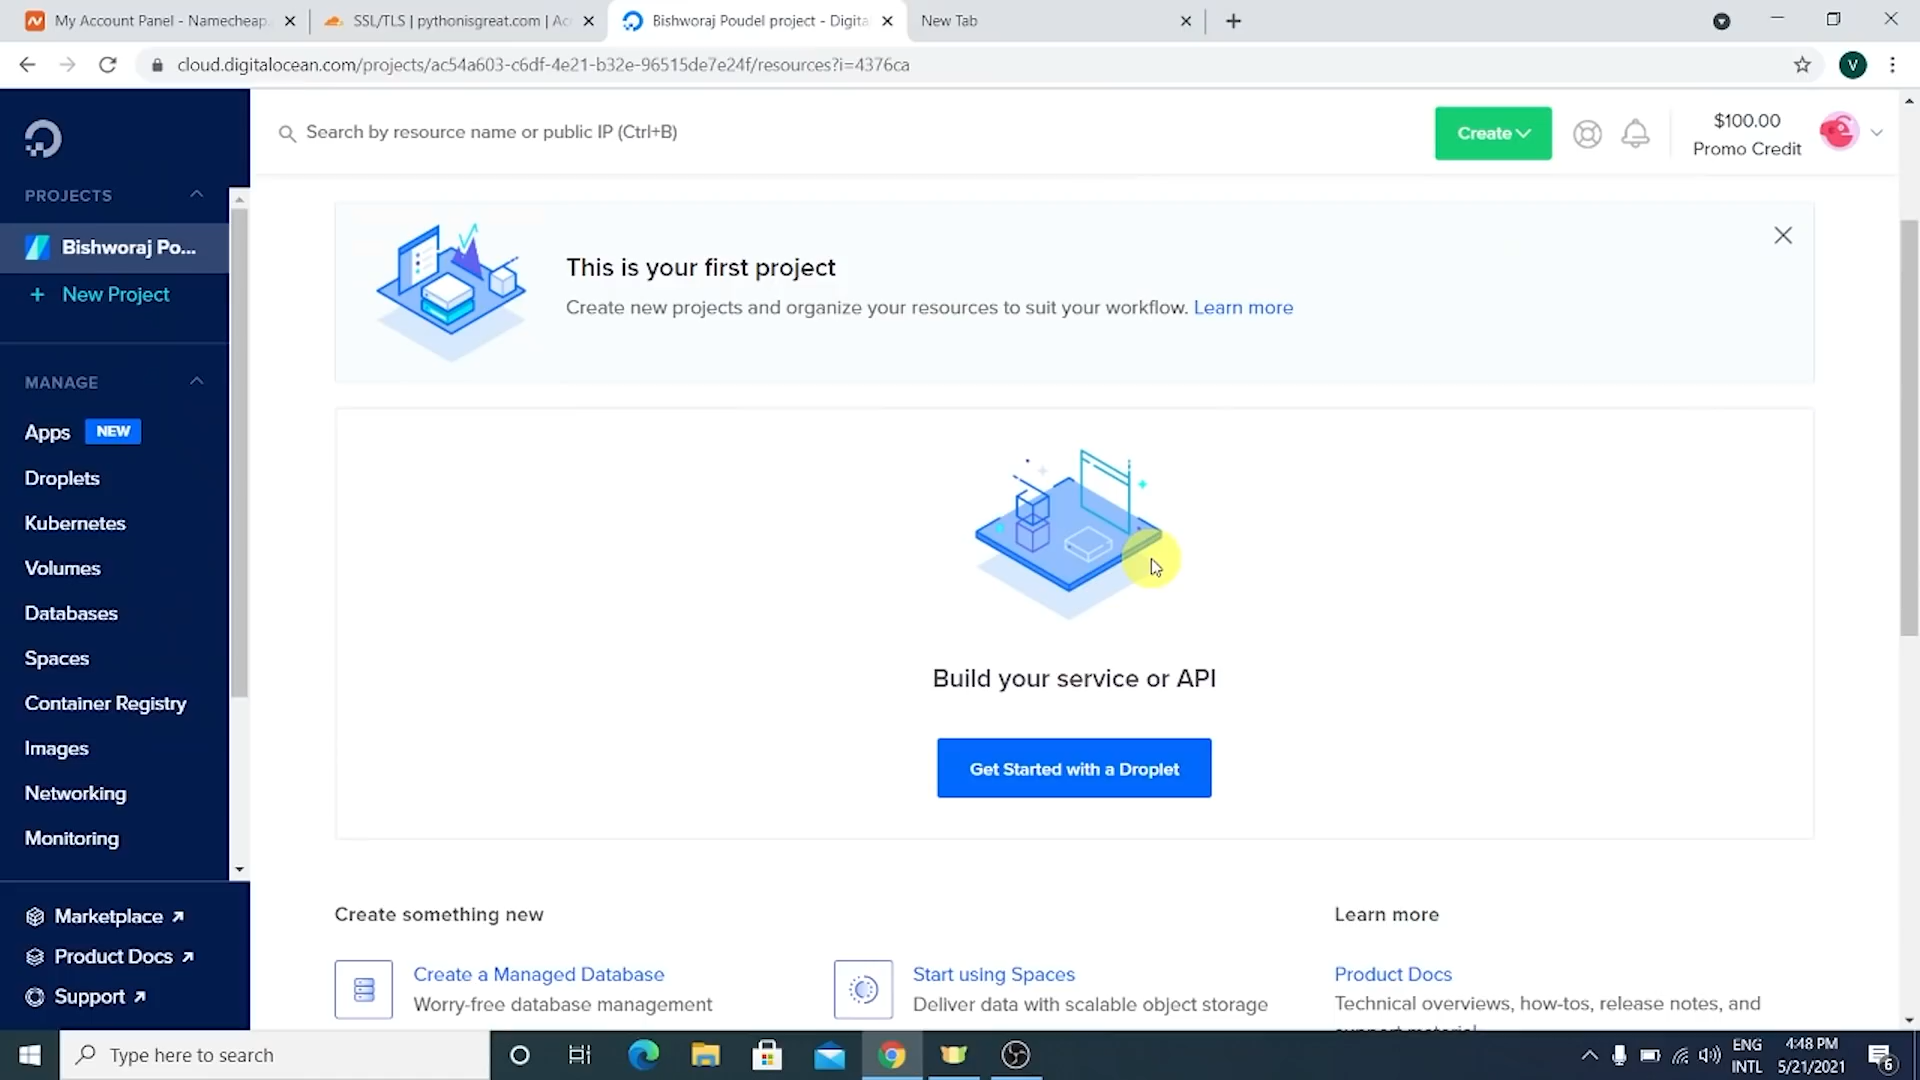 My Account Panel - Namecheap.
SSL/TLS | pythonisgreat.com | Ac
Bishworaj Poudel project - Digita
New Tab
cloud.digitalocean.com/projects/ac54a603-c6df-4e21-b32e-96515de7e24f/resources?i=4376ca
V
Search by resource name or public IP (Ctrl+B)
Create
$100.00
Promo Credit
PROJECTS
Bishworaj Po...
+ New Project
MANAGE
Apps NEW
Droplets
Kubernetes
Volumes
Databases
Spaces
Container Registry
Images
Networking
Monitoring
Marketplace
Product Docs
Support
This is your first project
Create new projects and organize your resources to suit your workflow. Learn more
Build your service or API
Get Started with a Droplet
Create something new
Create a Managed Database
Worry-free database management
Start using Spaces
Deliver data with scalable object storage
Learn more
Product Docs
Technical overviews, how-tos, release notes, and
support material
Type here to search
ENG
INTL
4:48 PM
5/21/2021
6